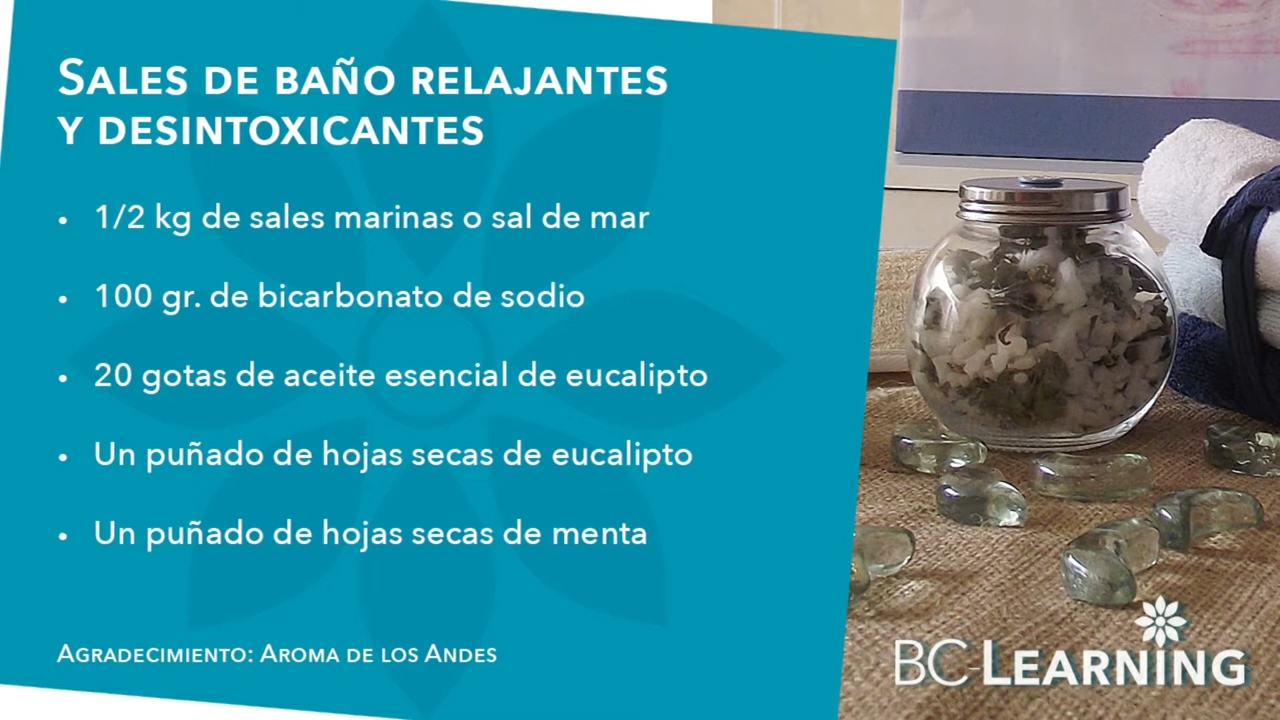 Sales de baño relajantes
y desintoxicantes
• 1/2 kg de sales marinas o sal de mar
• 100 gr. de bicarbonato de sodio
• 20 gotas de aceite esencial de eucalipto
• Un puñado de hojas secas de eucalipto
• Un puñado de hojas secas de menta
Agradecimiento: Aroma de los Andes
BC-Learning